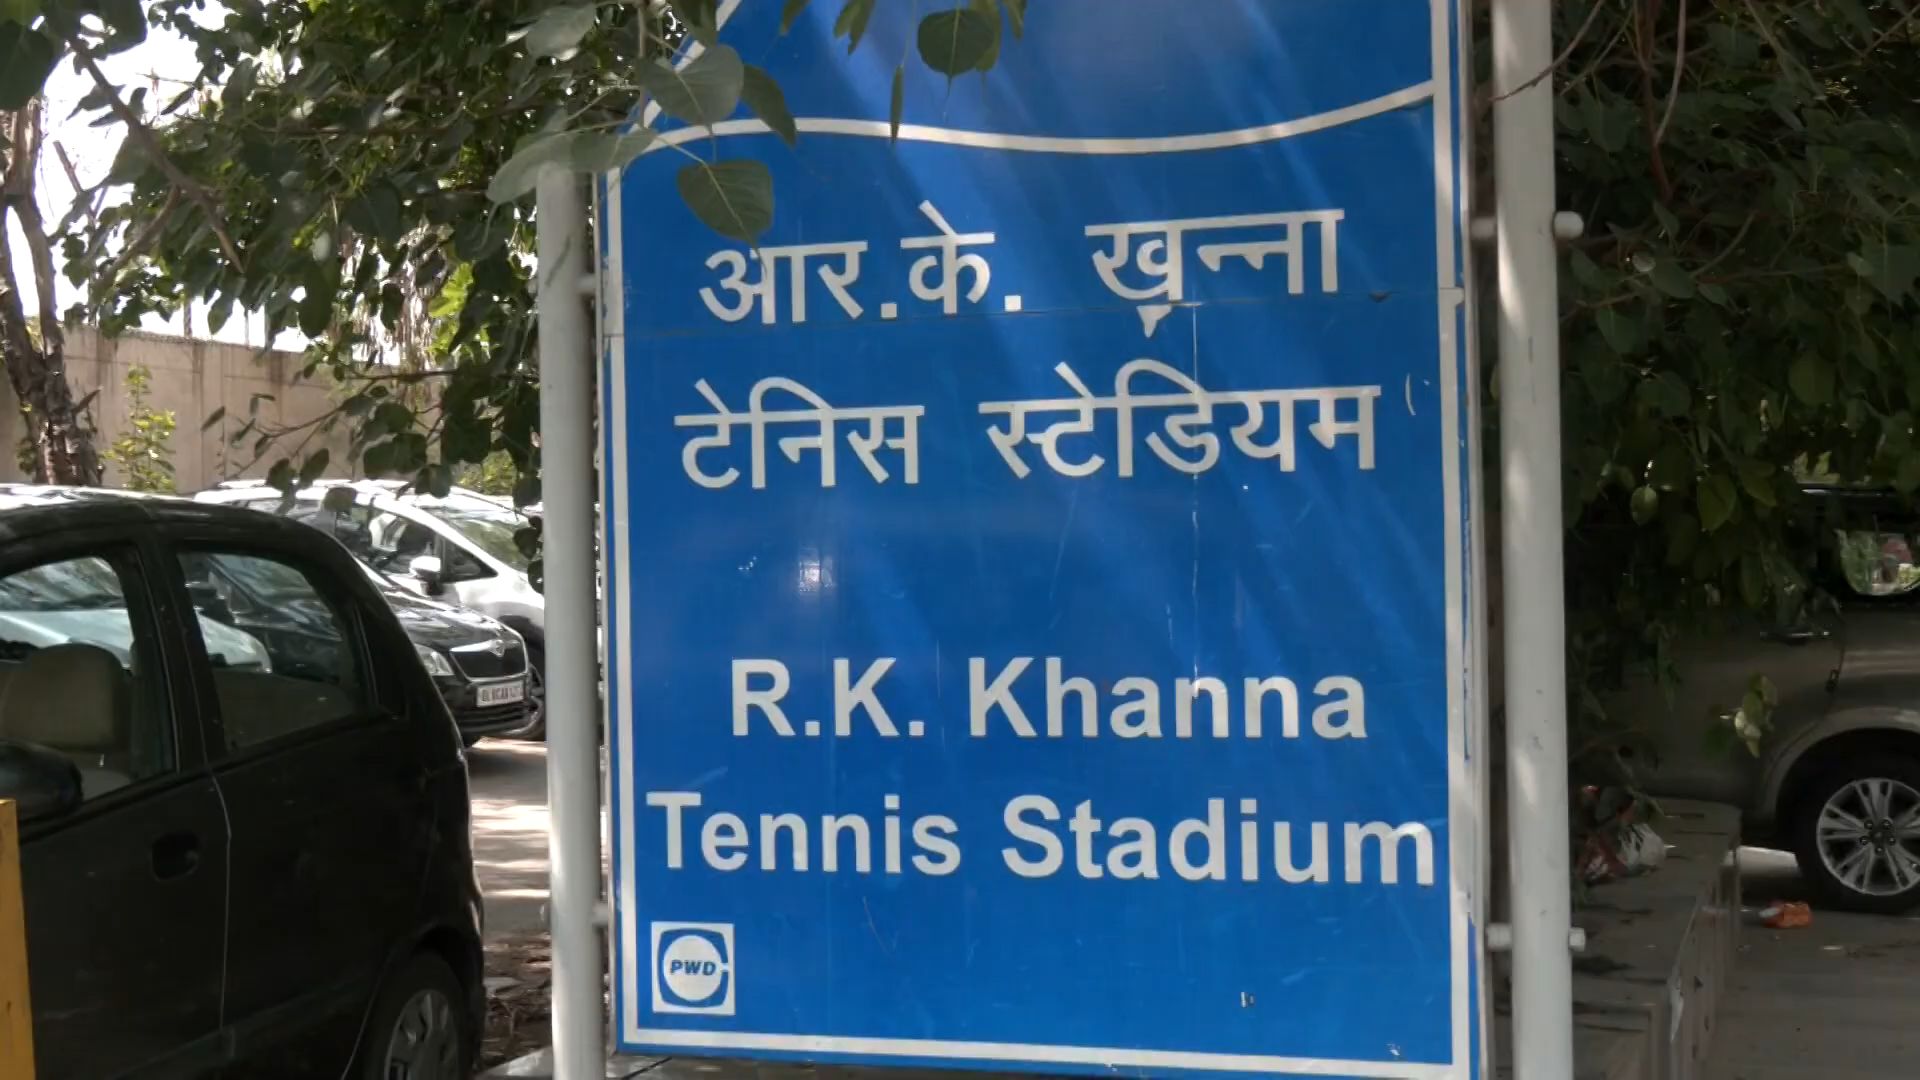 आर.के. ख़न्ना
टेनिस स्टेडियम
R.K. Khanna
Tennis Stadium
PWD